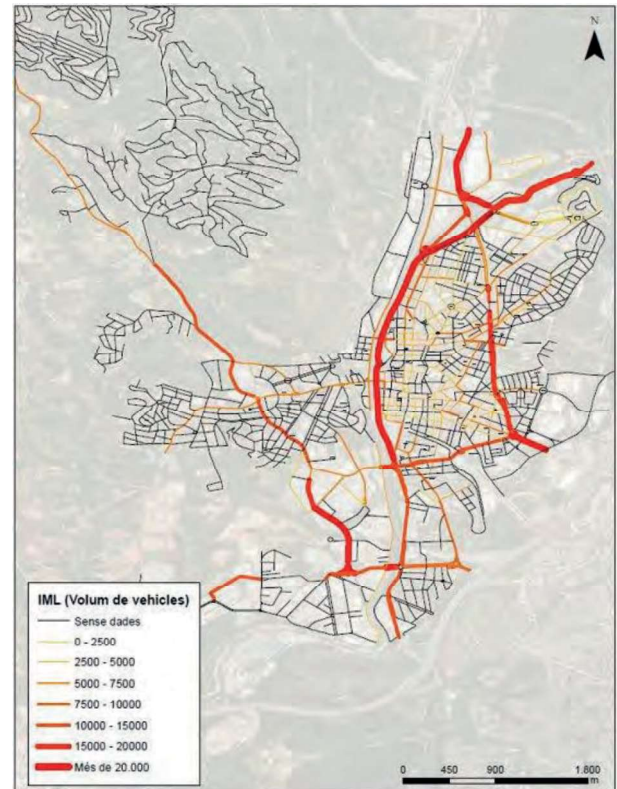 N
IML (Volum de vehicles)
Sense dades
0 - 2500
2500 - 5000
5000 - 7500
7500 - 10000
10000 - 15000
15000 - 20000
Més de 20.000
0 450 900 1.800
m